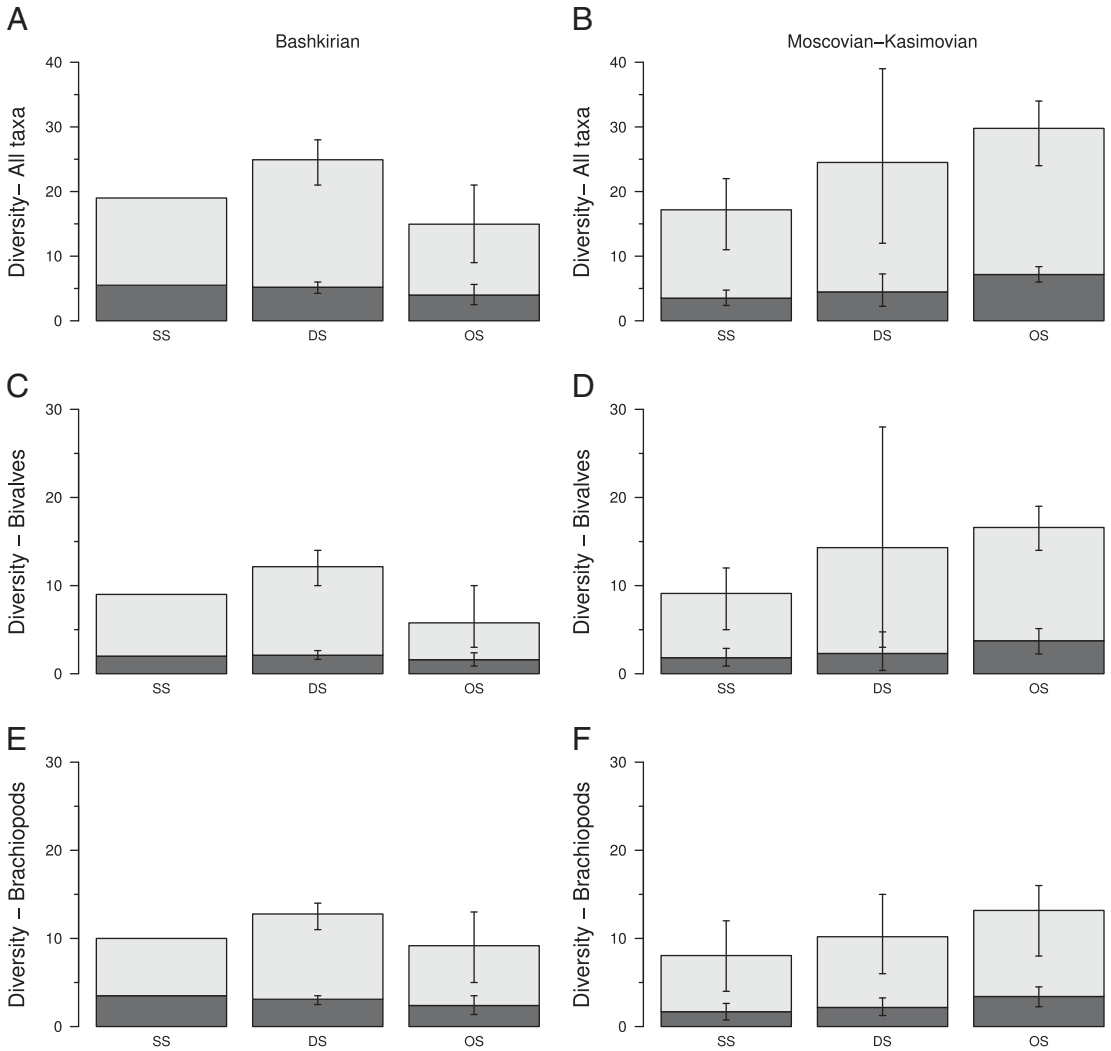 A
Bashkirian
Diversity– All taxa
40
30
20
10
0
SS DS OS
B
Moscovian–Kasimovian
Diversity– All taxa
40
30
20
10
0
SS DS OS
C
Diversity – Bivalves
30
20
10
0
SS DS OS
D
Diversity – Bivalves
30
20
10
0
SS DS OS
E
Diversity – Brachiopods
30
20
10
0
SS DS OS
F
Diversity – Brachiopods
30
20
10
0
SS DS OS